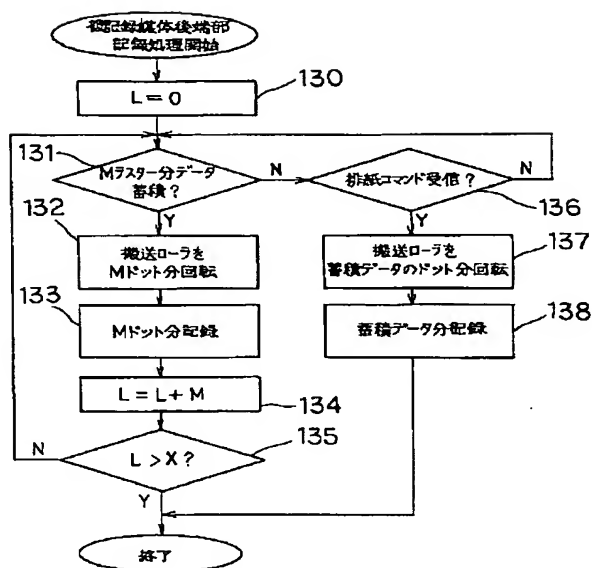 被記録媒体後端部
記録処理開始
L=0
130
131
Mラスター分データ
蓄積?
N
Y
排紙コマンド受信?
N
136
Y
132
搬送ローラを
Mドット分回転
搬送ローラを
蓄積データのドット分回転
137
133
Mドット分記録
蓄積データ分記録
138
L=L+M
134
N
L>X?
135
Y
終了